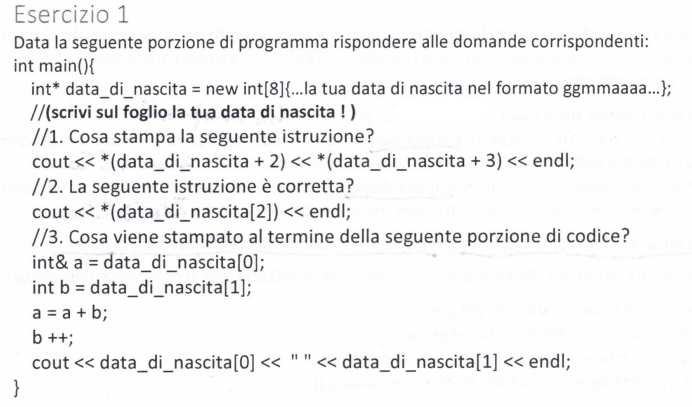 Esercizio 1
Data la seguente porzione di programma rispondere alle domande corrispondenti:
int main(){
int* data_di_nascita = new int[8]{...la tua data di nascita nel formato ggmmaaaa...};
//(scrivi sul foglio la tua data di nascita ! )
//1. Cosa stampa la seguente istruzione?
cout << *(data_di_nascita + 2) << *(data_di_nascita + 3) << endl;
//2. La seguente istruzione è corretta?
cout << *(data_di_nascita[2]) << endl;
//3. Cosa viene stampato al termine della seguente porzione di codice?
int& a = data_di_nascita[0];
int b = data_di_nascita[1];
a = a + b;
b ++;
cout << data_di_nascita[0] << " " << data_di_nascita[1] << endl;
}